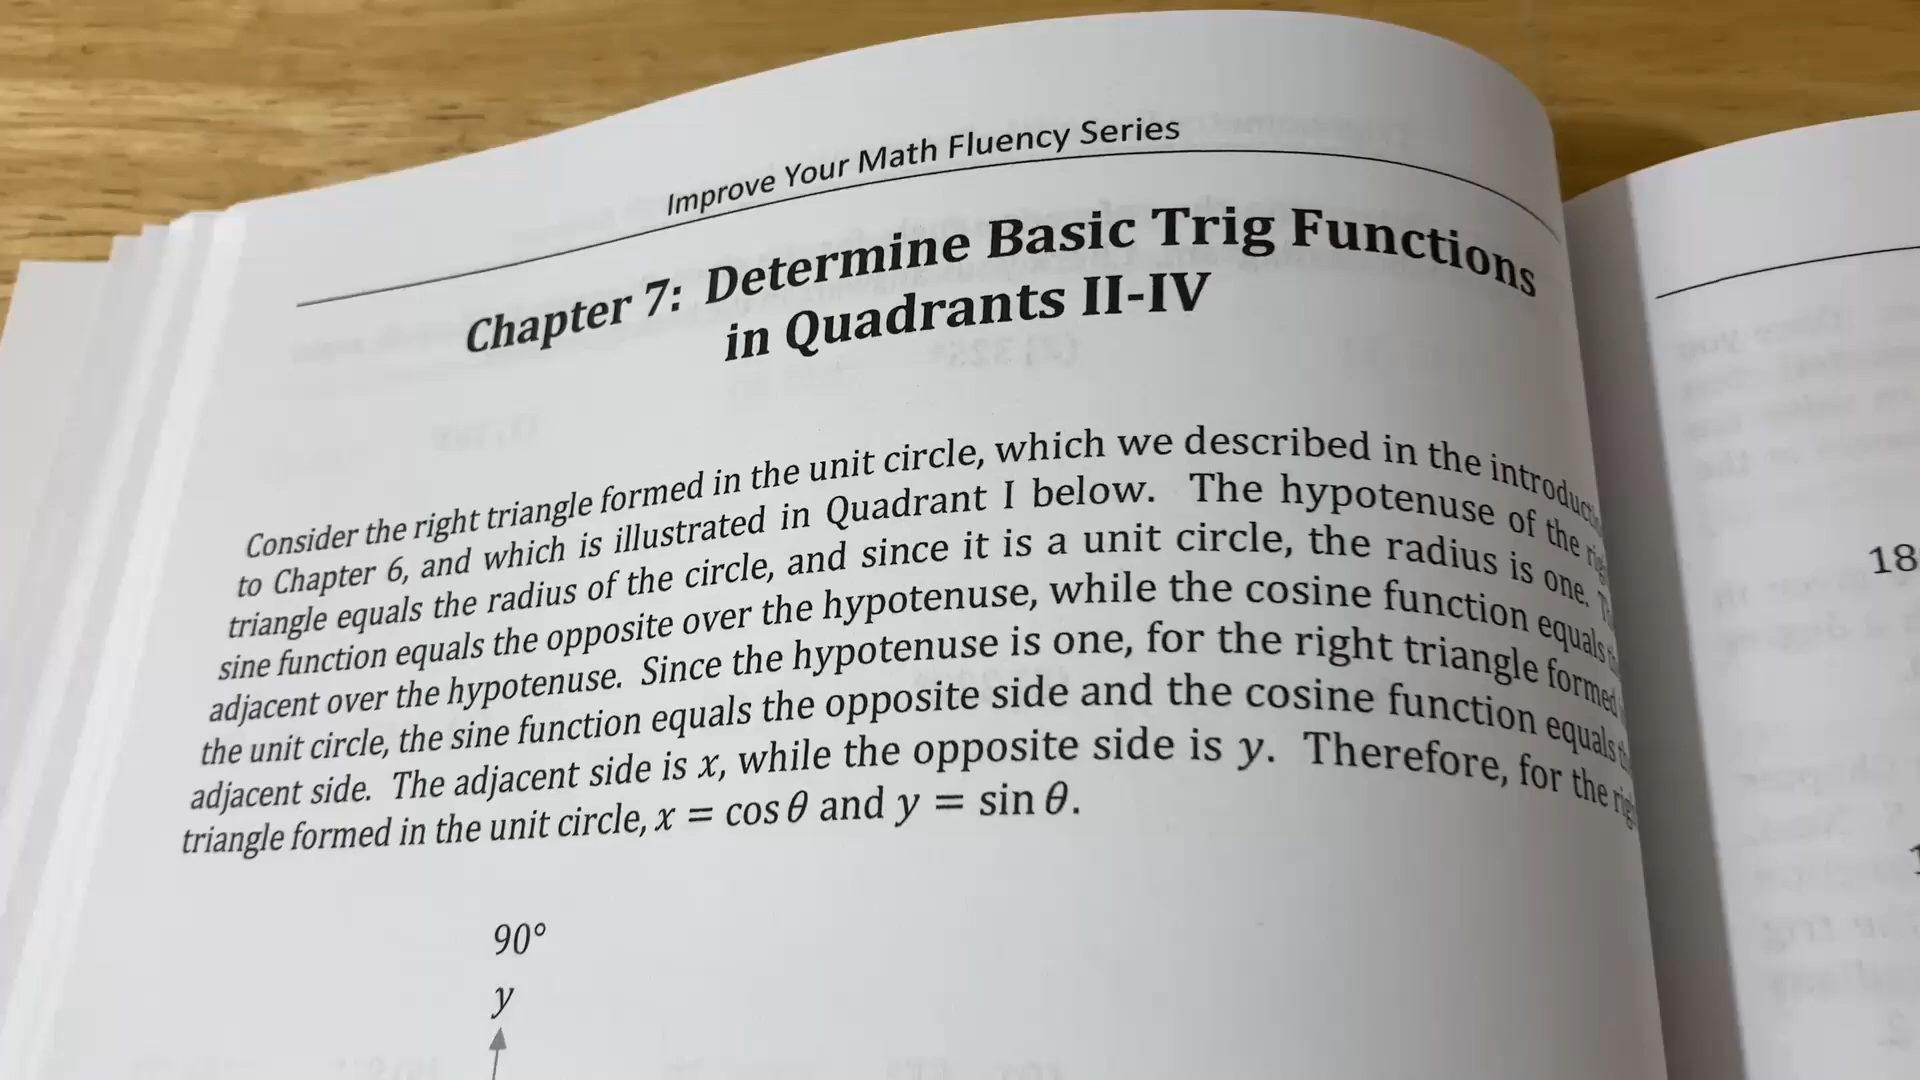 Improve Your Math Fluency Series
Chapter 7: Determine Basic Trig Functions
in Quadrants II-IV
Consider the right triangle formed in the unit circle, which we described in the
to Chapter 6, and which is illustrated in Quadrant I below. The hypotenuse of the
triangle equals the radius of the circle, and since it is a unit circle, the radius is one.
sine function equals the opposite over the hypotenuse, while the cosine function equals
adjacent over the hypotenuse. Since the hypotenuse is one, for the right triangle formed
the unit circle, the sine function equals the opposite side and the cosine function equals
adjacent side. The adjacent side is x, while the opposite side is y. Therefore, for the
triangle formed in the unit circle, x = cos θ and y = sin θ.
90°
y
18